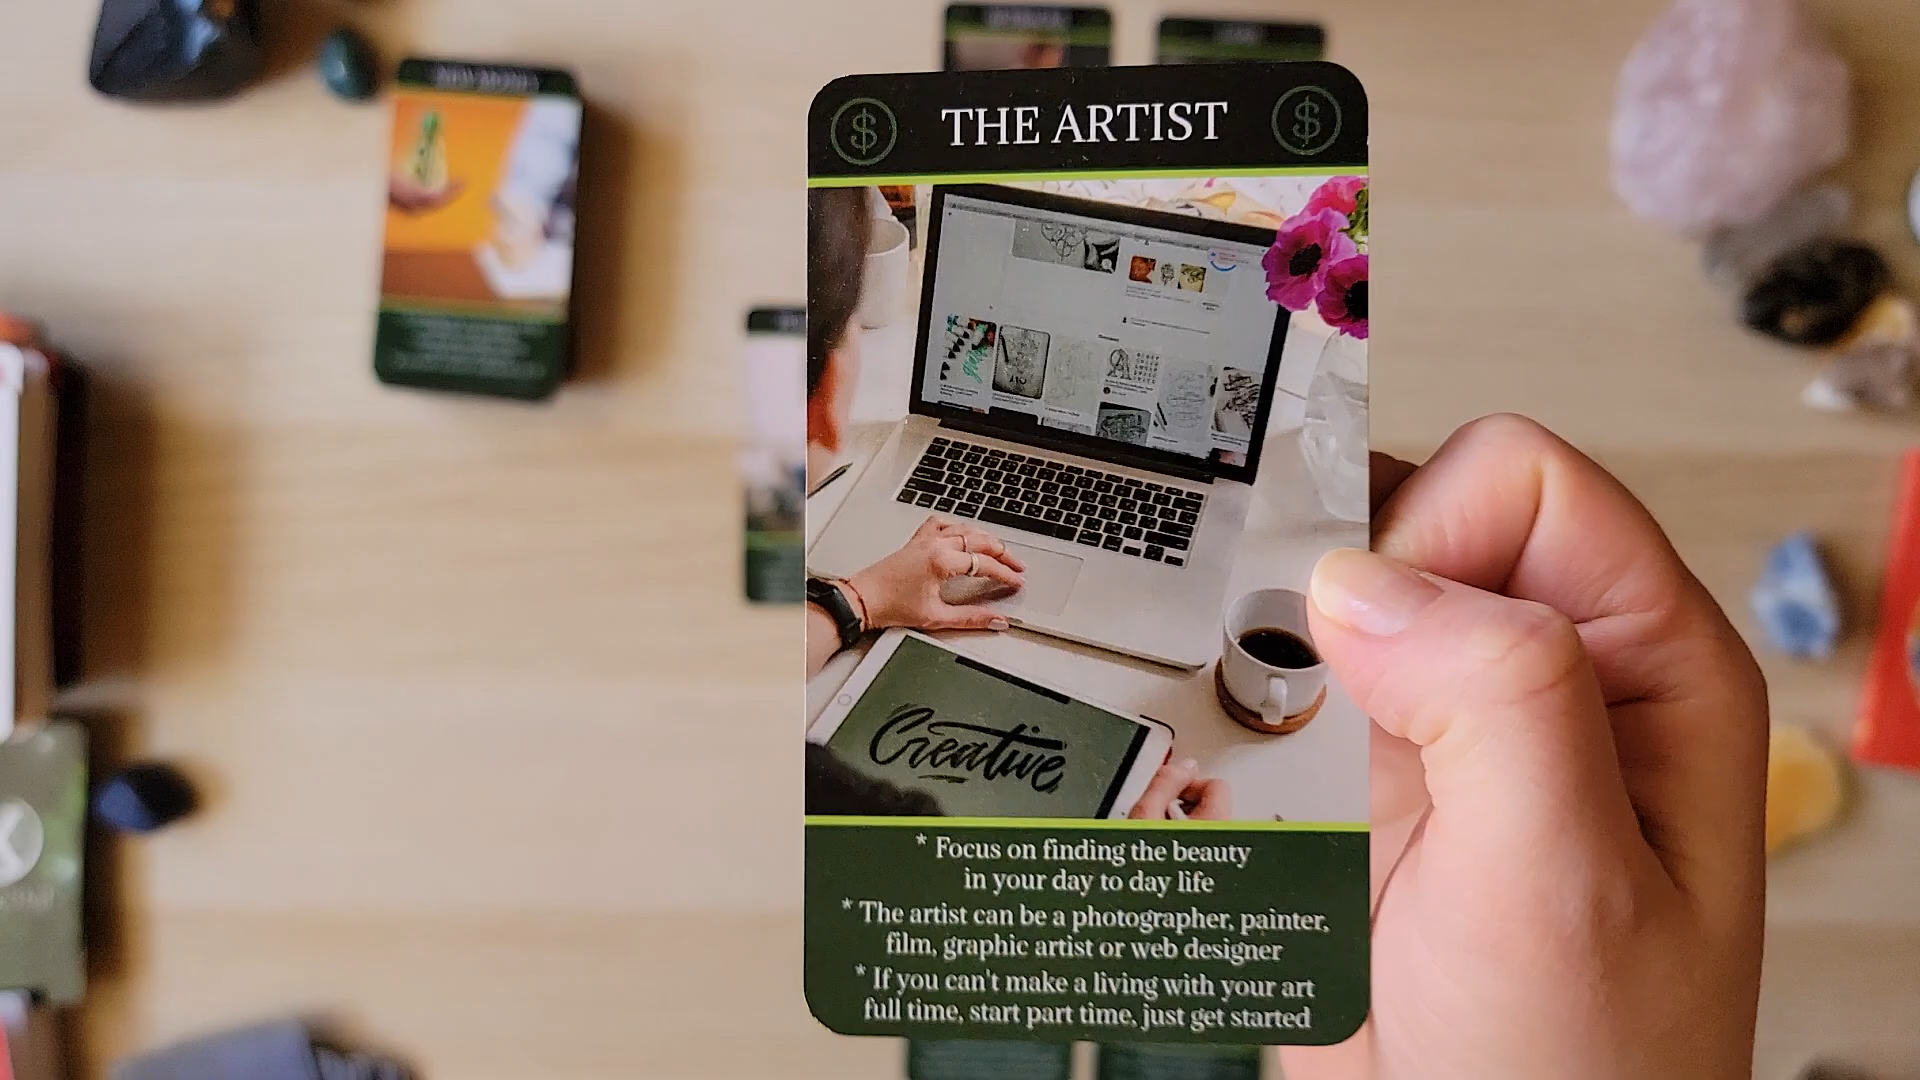 $ THE ARTIST $
Creative
* Focus on finding the beauty
in your day to day life
* The artist can be a photographer, painter,
film, graphic artist or web designer
* If you can't make a living with your art
full time, start part time, just get started